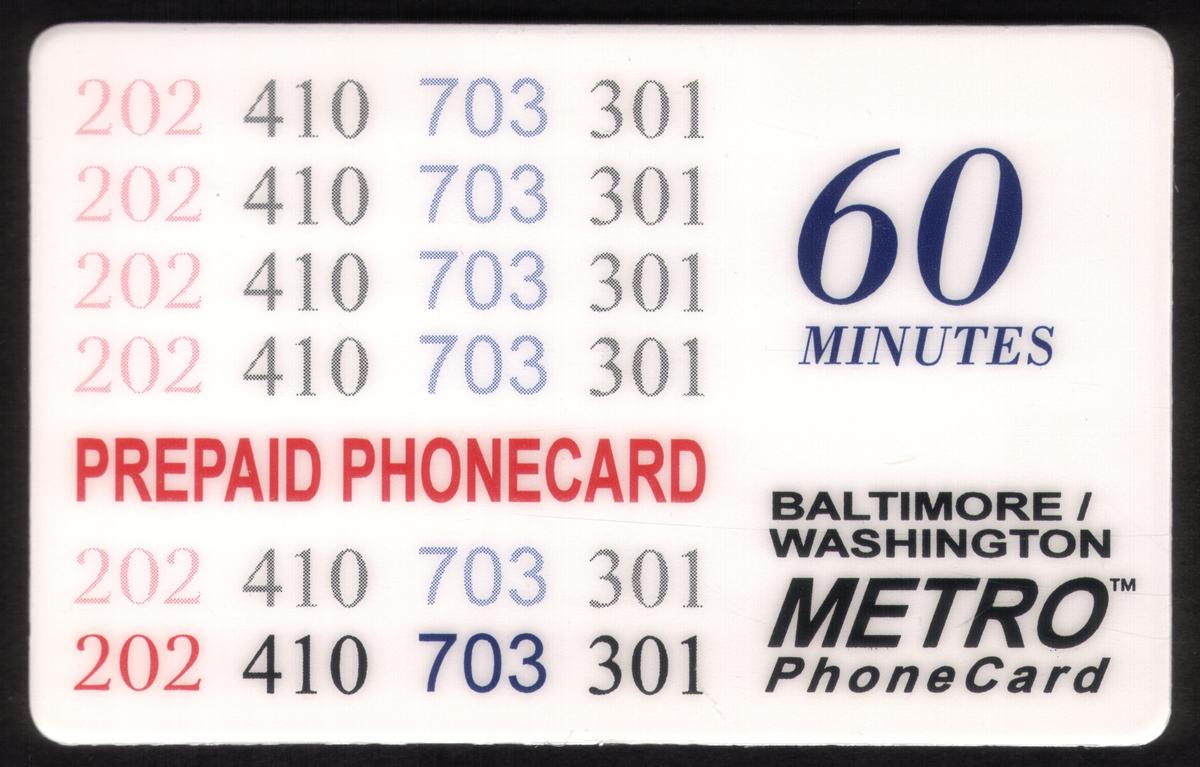 202 410 703 301
202 410 703 301
202 410 703 301
202 410 703 301
PREPAID PHONECARD
202 410 703 301
202 410 703 301
60
MINUTES
BALTIMORE /
WASHINGTON
METRO™
PhoneCard